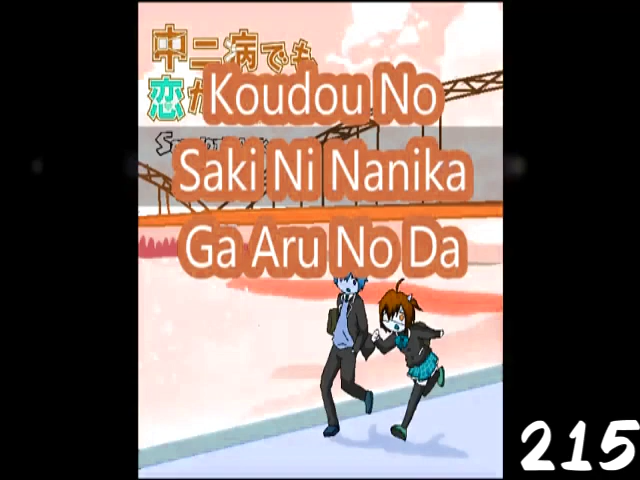 中二病でも
恋が
Koudou No
Saki Ni Nanika
Ga Aru No Da
215